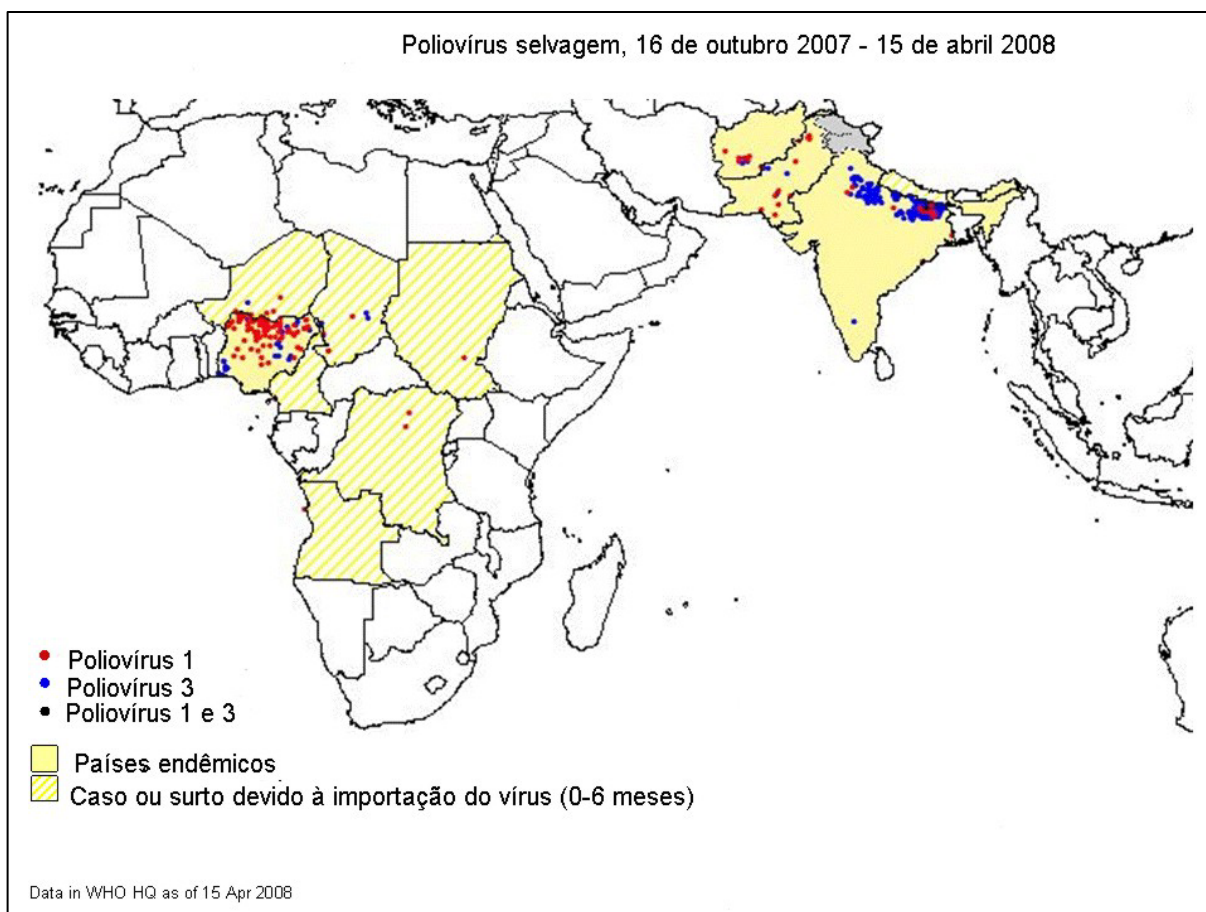 Poliovírus selvagem, 16 de outubro 2007 - 15 de abril 2008
Poliovírus 1
Poliovírus 3
Poliovírus 1 e 3
Países endêmicos
Caso ou surto devido à importação do vírus (0-6 meses)
Data in WHO HQ as of 15 Apr 2008